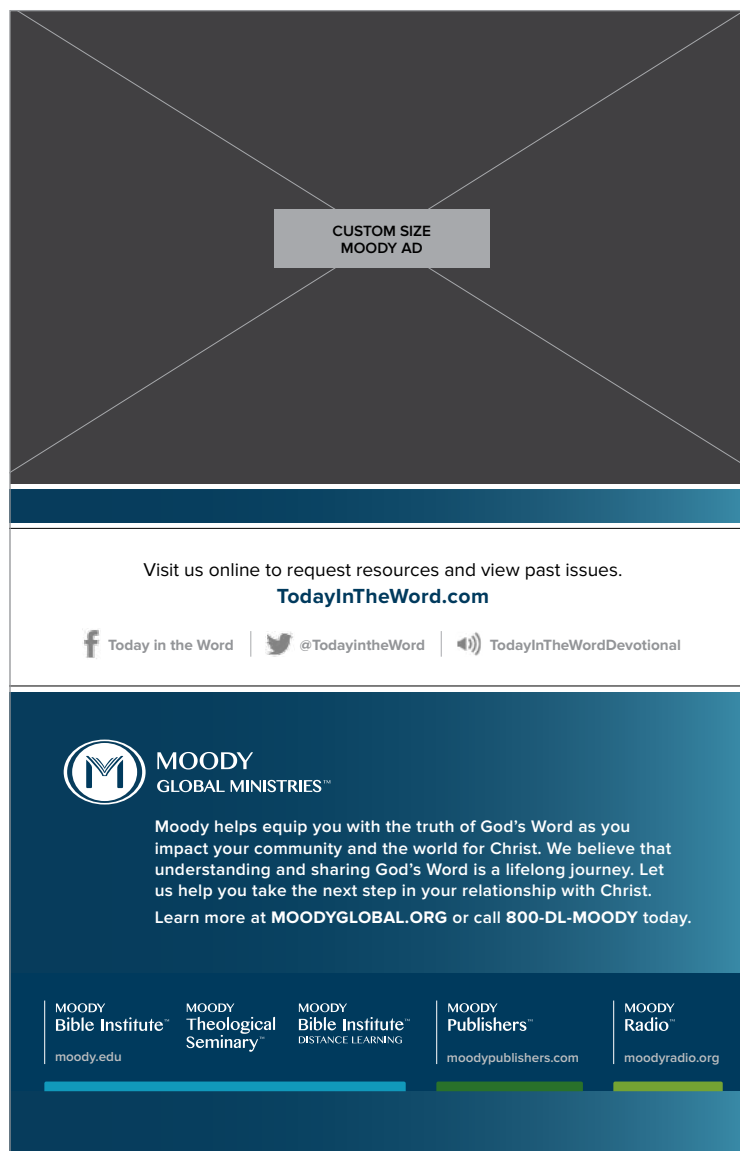 CUSTOM SIZE
MOODY AD
Visit us online to request resources and view past issues.
TodayInTheWord.com
Today in the Word
@TodayintheWord
TodayInTheWordDevotional
MOODY
GLOBAL MINISTRIES™
Moody helps equip you with the truth of God’s Word as you
impact your community and the world for Christ. We believe that
understanding and sharing God’s Word is a lifelong journey. Let
us help you take the next step in your relationship with Christ.
Learn more at MOODYGLOBAL.ORG or call 800-DL-MOODY today.
MOODY
Bible Institute™
moody.edu
MOODY
Theological
Seminary™
MOODY
Bible Institute™
DISTANCE LEARNING
MOODY
Publishers™
moodypublishers.com
MOODY
Radio™
moodyradio.org